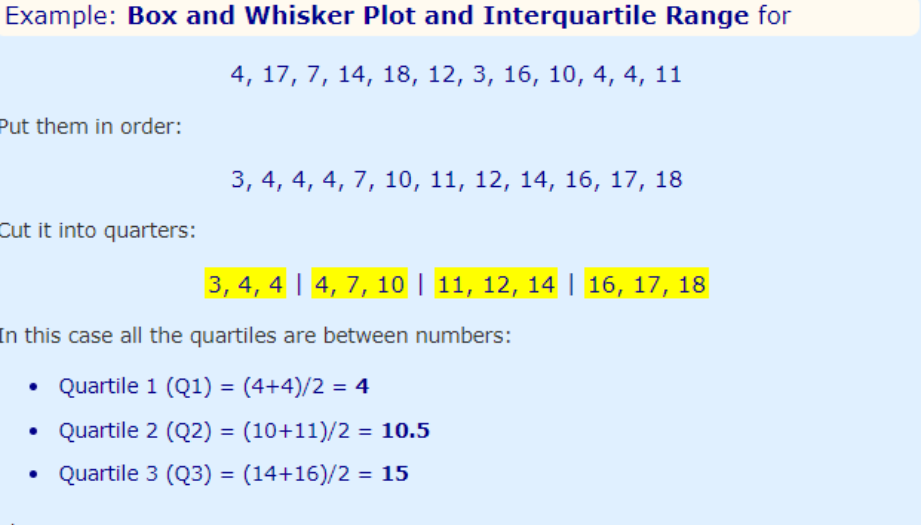 Example: Box and Whisker Plot and Interquartile Range for
4, 17, 7, 14, 18, 12, 3, 16, 10, 4, 4, 11
Put them in order:
3, 4, 4, 4, 7, 10, 11, 12, 14, 16, 17, 18
Cut it into quarters:
3, 4, 4 | 4, 7, 10 | 11, 12, 14 | 16, 17, 18
In this case all the quartiles are between numbers:
• Quartile 1 (Q1) = (4+4)/2 = 4
• Quartile 2 (Q2) = (10+11)/2 = 10.5
• Quartile 3 (Q3) = (14+16)/2 = 15